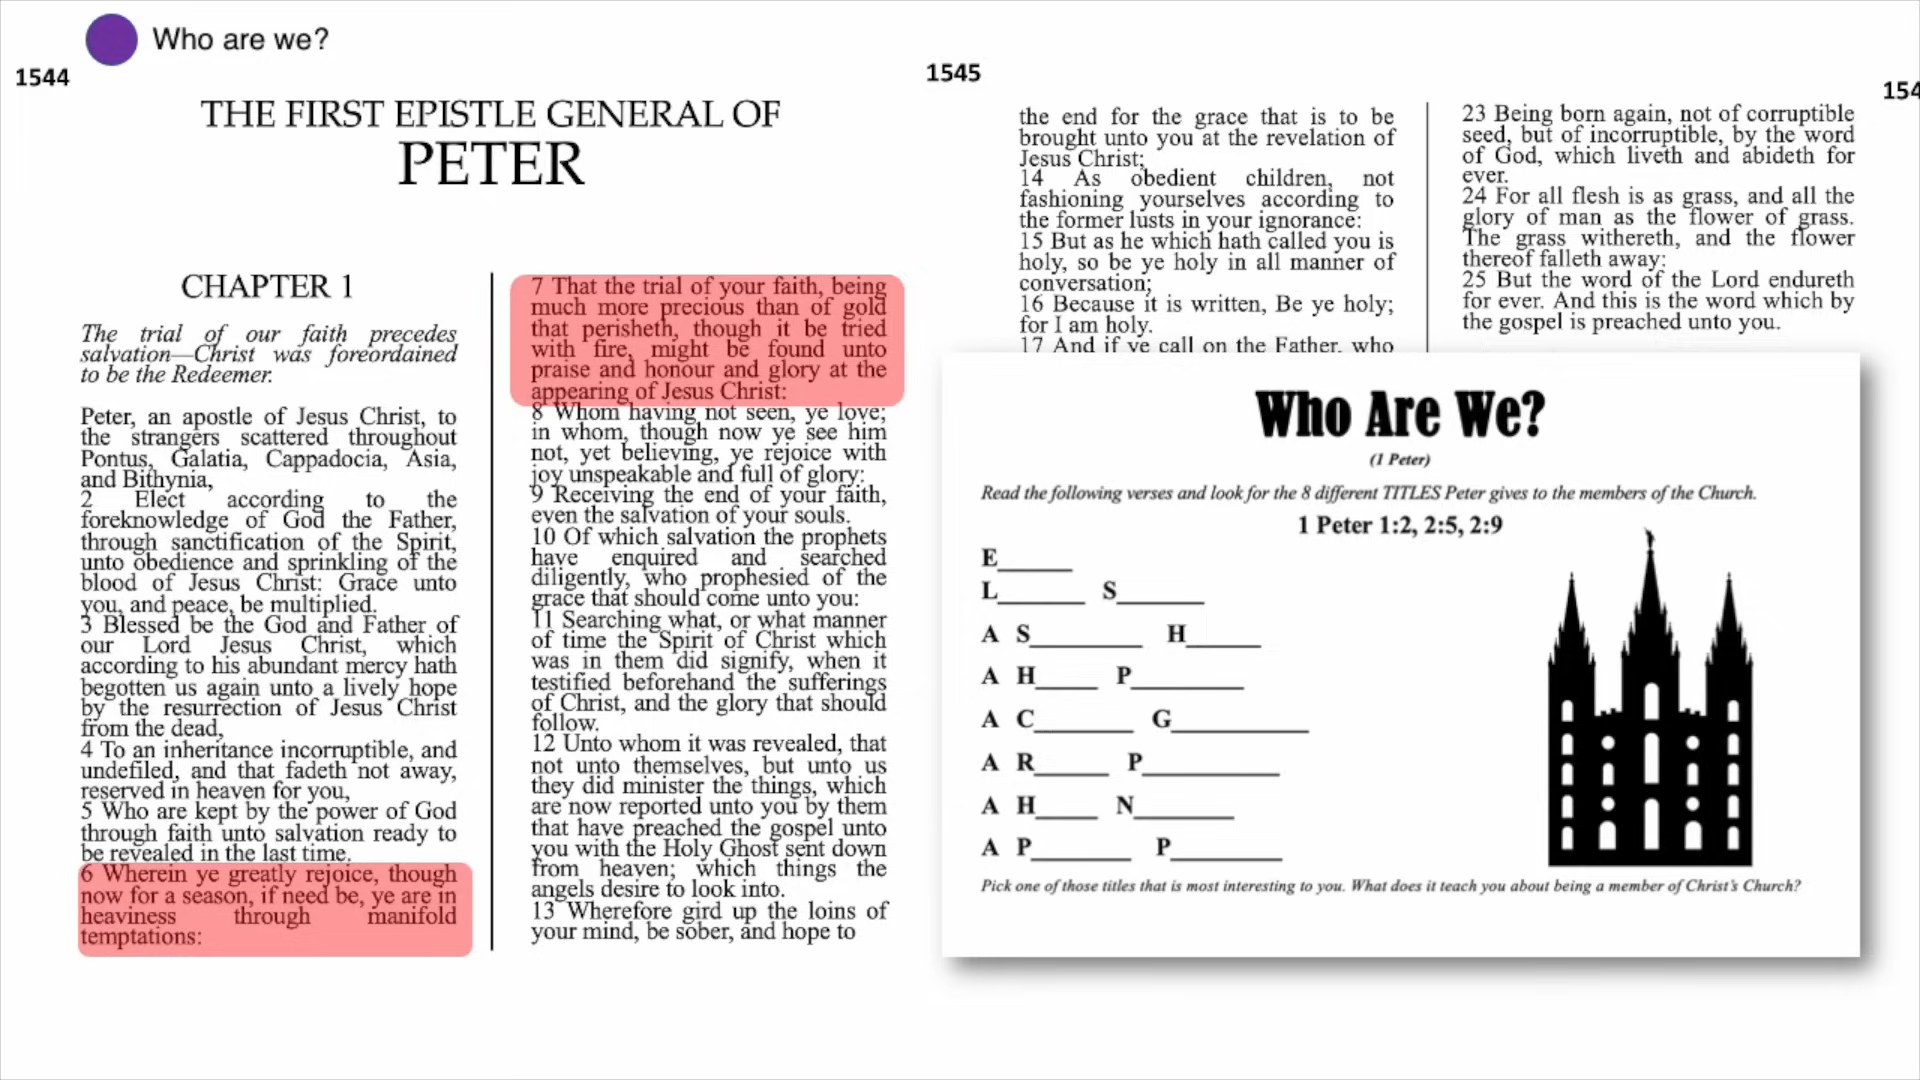 Who are we?
1544
THE FIRST EPISTLE GENERAL OF
PETER
CHAPTER 1
The trial of our faith precedes
salvation—Christ was foreordained
to be the Redeemer.
Peter, an apostle of Jesus Christ, to
the strangers scattered throughout
Pontus, Galatia, Cappadocia, Asia,
and Bithynia,
2 Elect according to the
foreknowledge of God the Father,
through sanctification of the Spirit,
unto obedience and sprinkling of the
blood of Jesus Christ: Grace unto
you, and peace, be multiplied.
3 Blessed be the God and Father of
our Lord Jesus Christ, which
according to his abundant mercy hath
begotten us again unto a lively hope
by the resurrection of Jesus Christ
from the dead,
4 To an inheritance incorruptible, and
undefiled, and that fadeth not away,
reserved in heaven for you,
5 Who are kept by the power of God
through faith unto salvation ready to
be revealed in the last time.
6 Wherein ye greatly rejoice, though
now for a season, if need be, ye are in
heaviness through manifold
temptations:
7 That the trial of your faith, being
much more precious than of gold
that perisheth, though it be tried
with fire, might be found unto
praise and honour and glory at the
appearing of Jesus Christ:
8 Whom having not seen, ye love;
in whom, though now ye see him
not, yet believing, ye rejoice with
joy unspeakable and full of glory:
9 Receiving the end of your faith,
even the salvation of your souls.
10 Of which salvation the prophets
have enquired and searched
diligently, who prophesied of the
grace that should come unto you:
11 Searching what, or what manner
of time the Spirit of Christ which
was in them did signify, when it
testified beforehand the sufferings
of Christ, and the glory that should
follow.
12 Unto whom it was revealed, that
not unto themselves, but unto us
they did minister the things, which
are now reported unto you by them
that have preached the gospel unto
you with the Holy Ghost sent down
from heaven; which things the
angels desire to look into.
13 Wherefore gird up the loins of
your mind, be sober, and hope to
1545
the end for the grace that is to be
brought unto you at the revelation of
Jesus Christ;
14 As obedient children, not
fashioning yourselves according to
the former lusts in your ignorance:
15 But as he which hath called you is
holy, so be ye holy in all manner of
conversation;
16 Because it is written, Be ye holy;
for I am holy.
17 And if ye call on the Father, who
23 Being born again, not of corruptible
seed, but of incorruptible, by the word
of God, which liveth and abideth for
ever.
24 For all flesh is as grass, and all the
glory of man as the flower of grass.
The grass withereth, and the flower
thereof falleth away:
25 But the word of the Lord endureth
for ever. And this is the word which by
the gospel is preached unto you.
154
Who Are We?
(1 Peter)
Read the following verses and look for the 8 different TITLES Peter gives to the members of the Church.
1 Peter 1:2, 2:5, 2:9
E______
L______ S______
A S______ H______
A H______ P______
A C______ G______
A R______ P______
A H______ N______
A P______ P______
Pick one of those titles that is most interesting to you. What does it teach you about being a member of Christ's Church?